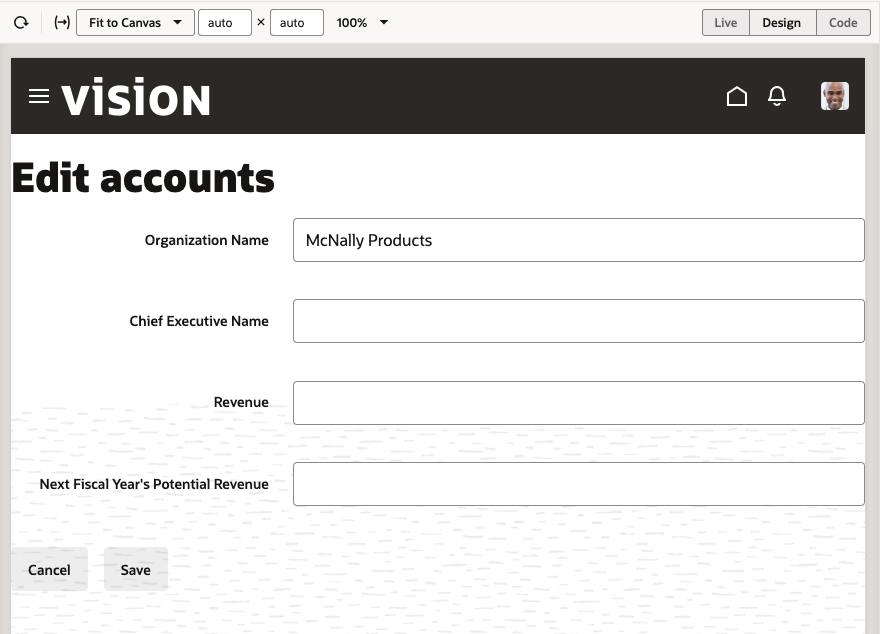 Fit to Canvas auto × auto 100% Live Design Code
vision
Edit accounts
Organization Name McNally Products
Chief Executive Name
Revenue
Next Fiscal Year's Potential Revenue
Cancel Save